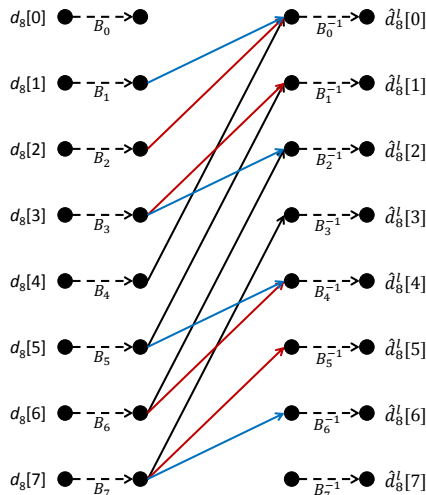 d₈[0] B₀ B₀⁻¹ d̂₈ˡ[0]
d₈[1] B₁ B₁⁻¹ d̂₈ˡ[1]
d₈[2] B₂ B₂⁻¹ d̂₈ˡ[2]
d₈[3] B₃ B₃⁻¹ d̂₈ˡ[3]
d₈[4] B₄ B₄⁻¹ d̂₈ˡ[4]
d₈[5] B₅ B₅⁻¹ d̂₈ˡ[5]
d₈[6] B₆ B₆⁻¹ d̂₈ˡ[6]
d₈[7] B₇ B₇⁻¹ d̂₈ˡ[7]